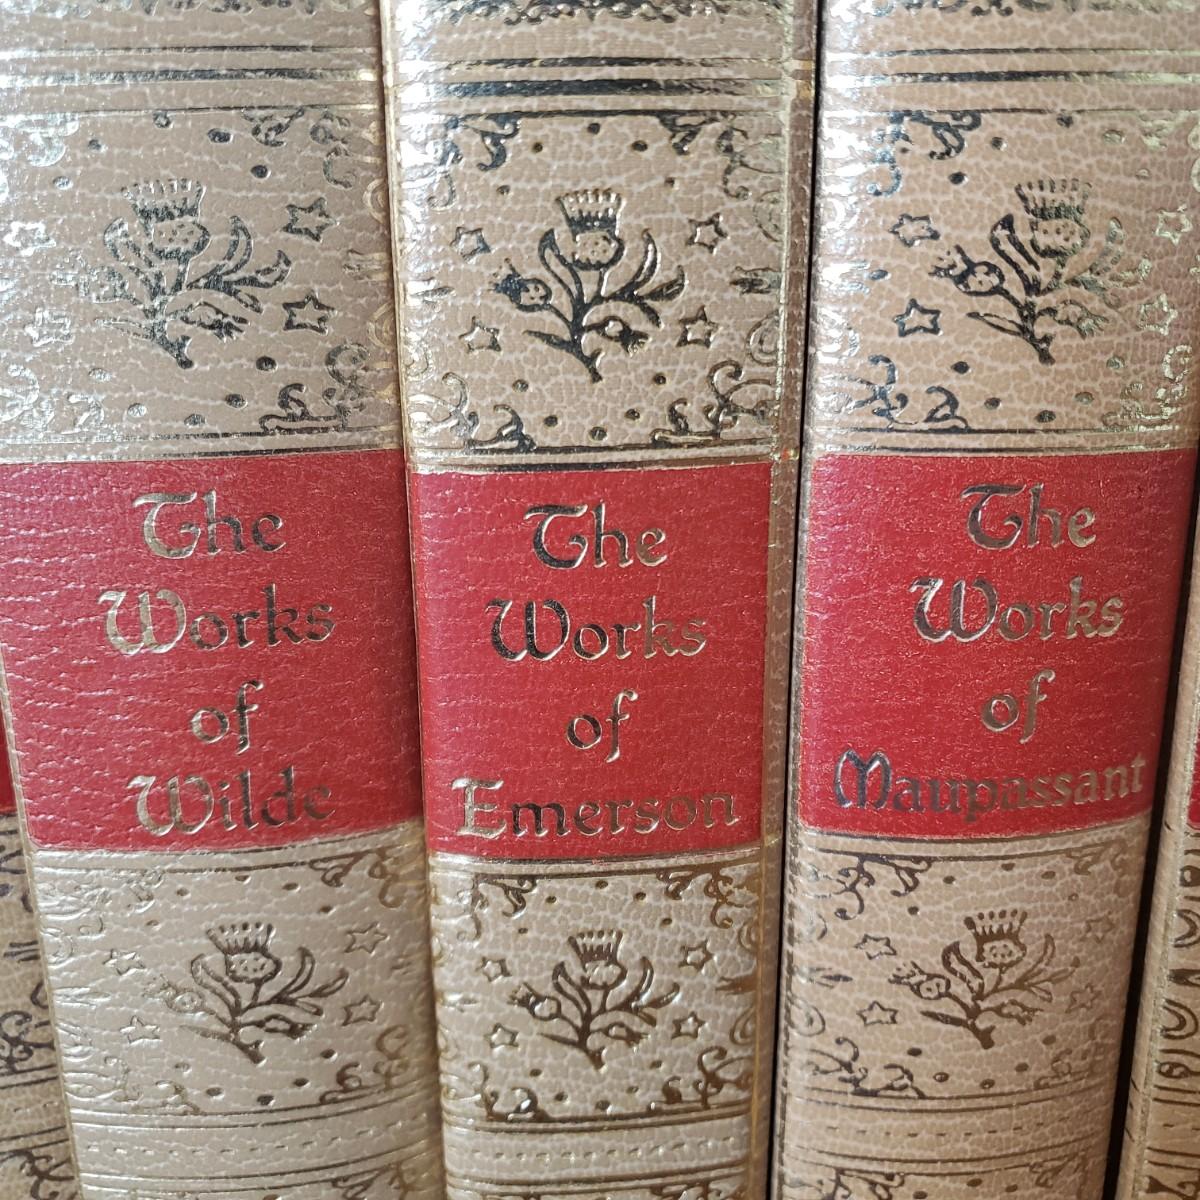 The
Works
of
Wilde
The
Works
of
Emerson
The
Works
of
Maupassant